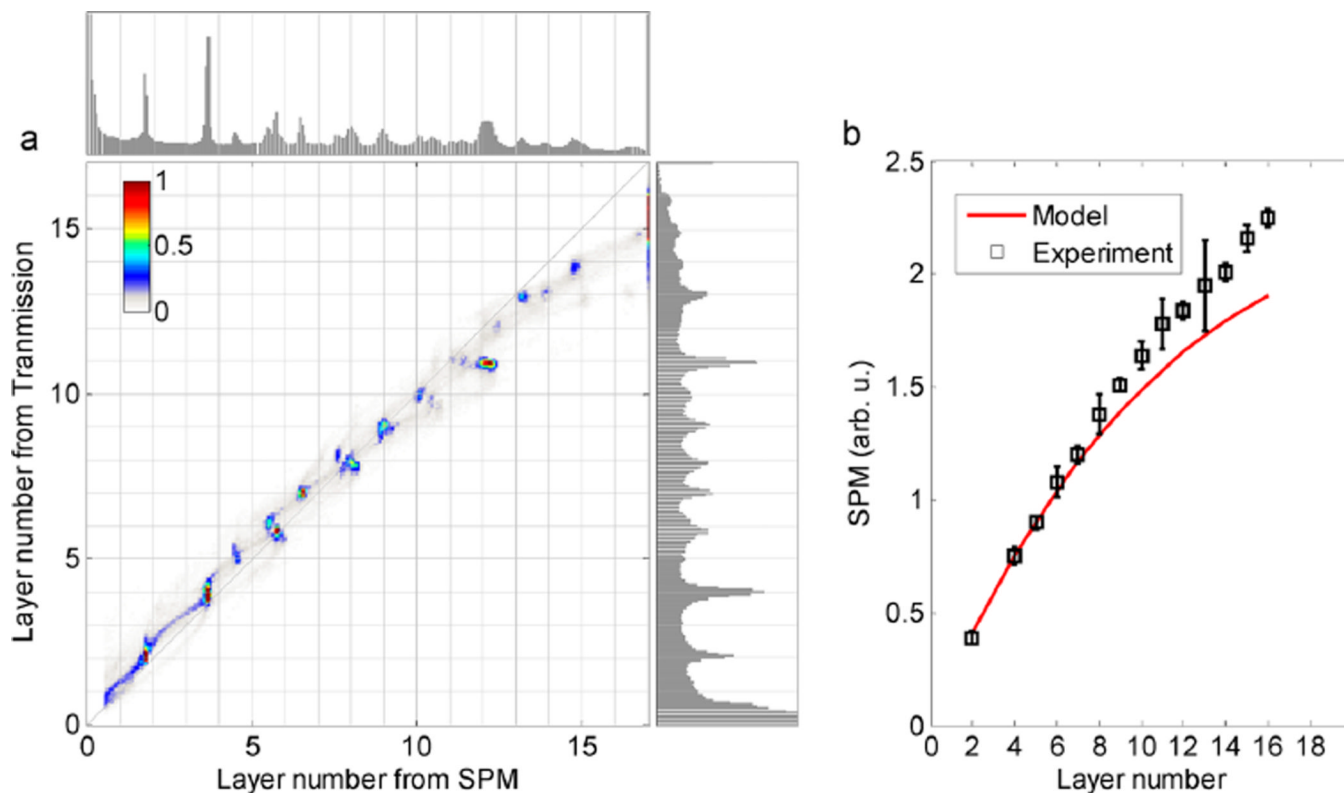 a
1
0.5
0
15
10
5
0
Layer number from Tranmission
0 5 10 15
Layer number from SPM
b
2.5
2
1.5
1
0.5
0
SPM (arb. u.)
Model
Experiment
0 2 4 6 8 10 12 14 16 18
Layer number